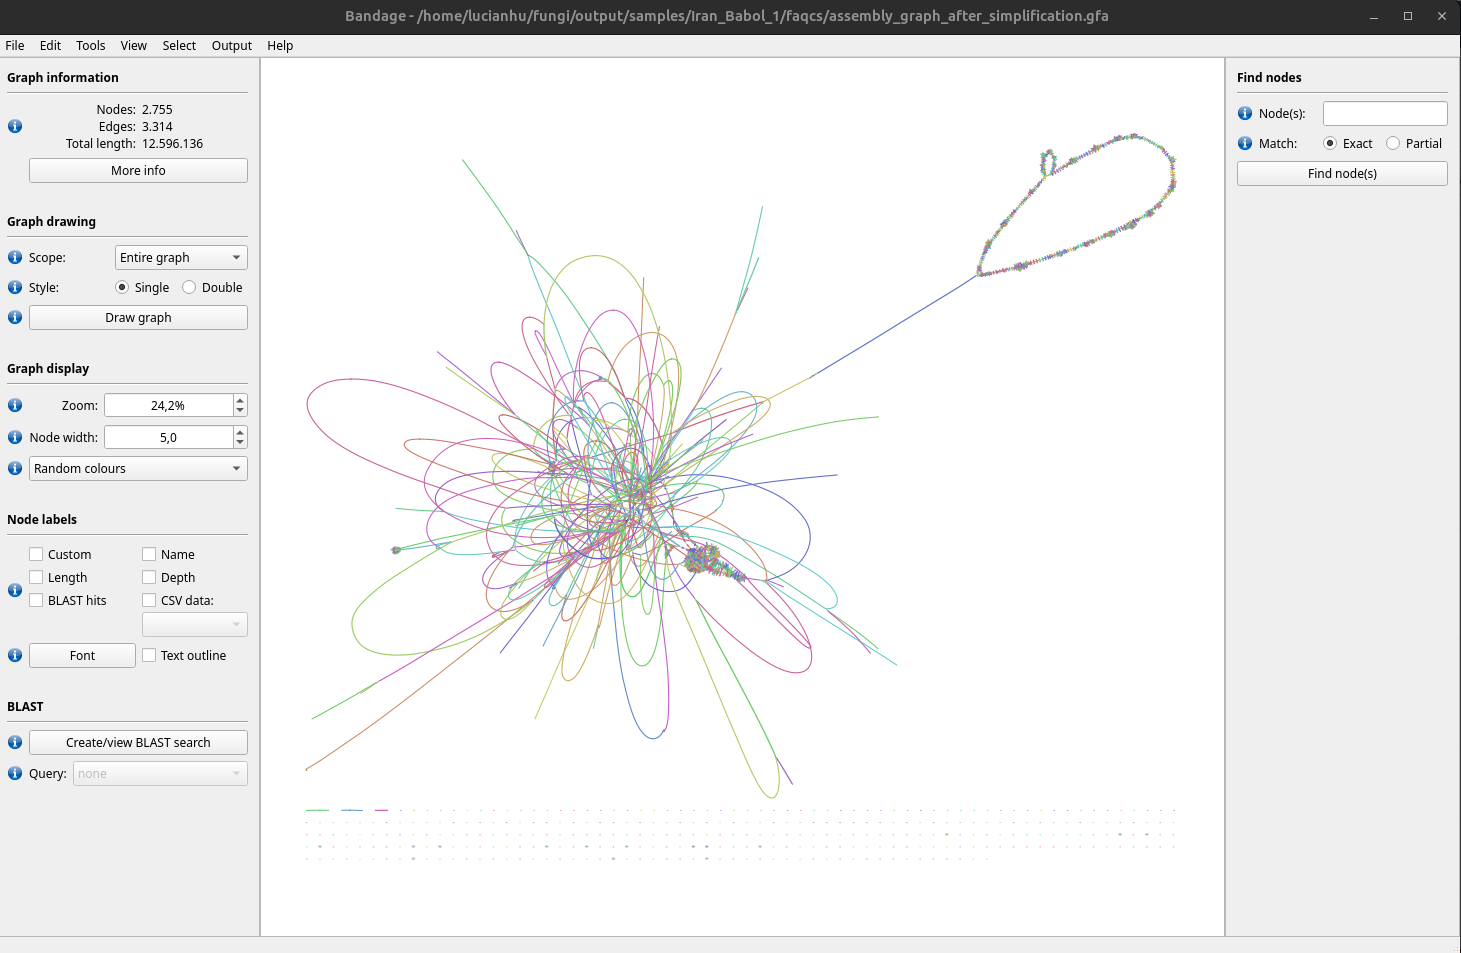 Bandage - /home/lucianhu/fungi/output/samples/Iran_Babol_1/faqcs/assembly_graph_after_simplification.gfa
File Edit Tools View Select Output Help
Graph information
Nodes: 2.755
Edges: 3.314
Total length: 12.596.136
More info
Graph drawing
Scope: Entire graph
Style: Single Double
Draw graph
Graph display
Zoom: 24,2%
Node width: 5,0
Random colours
Node labels
Custom Name
Length Depth
BLAST hits CSV data:
Font Text outline
BLAST
Create/view BLAST search
Query: none
Find nodes
Node(s):
Match: Exact Partial
Find node(s)